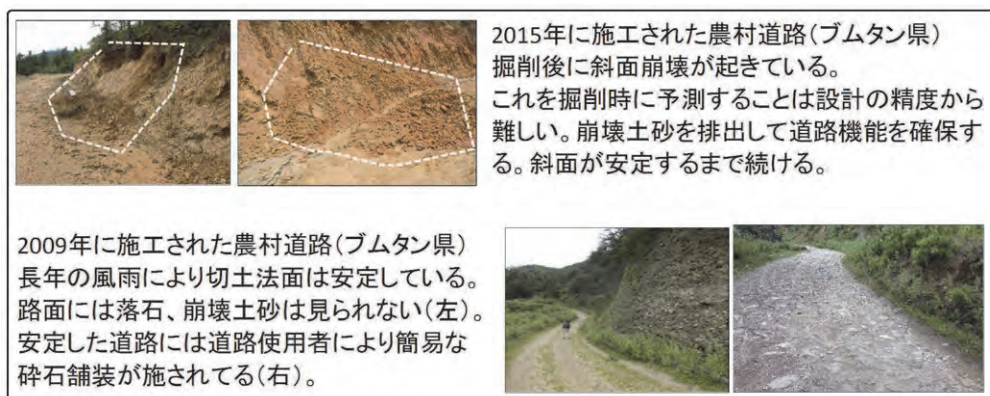 2015年に施工された農村道路(ブムタン県)
掘削後に斜面崩壊が起きている。
これを掘削時に予測することは設計の精度から
難しい。崩壊土砂を排出して道路機能を確保す
る。斜面が安定するまで続ける。
2009年に施工された農村道路(ブムタン県)
長年の風雨により切土法面は安定している。
路面には落石、崩壊土砂は見られない(左)。
安定した道路には道路使用者により簡易な
砕石舗装が施されてる(右)。